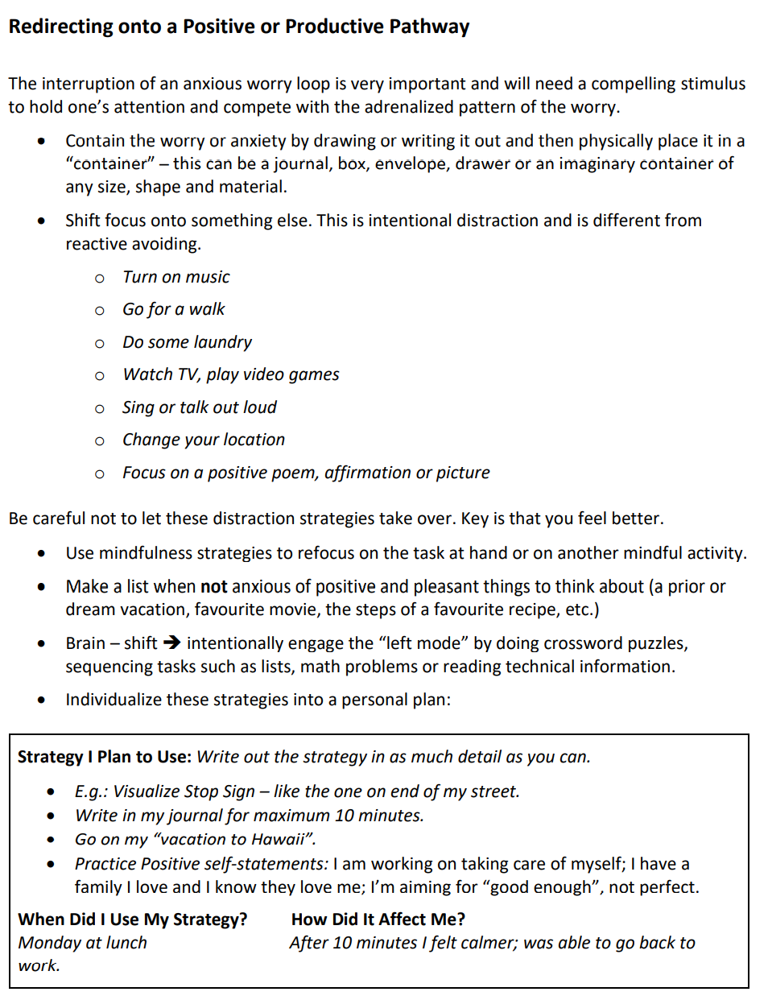 Redirecting onto a Positive or Productive Pathway
The interruption of an anxious worry loop is very important and will need a compelling stimulus
to hold one's attention and compete with the adrenalized pattern of the worry.
• Contain the worry or anxiety by drawing or writing it out and then physically place it in a
“container” – this can be a journal, box, envelope, drawer or an imaginary container of
any size, shape and material.
• Shift focus onto something else. This is intentional distraction and is different from
reactive avoiding.
o Turn on music
o Go for a walk
o Do some laundry
o Watch TV, play video games
o Sing or talk out loud
o Change your location
o Focus on a positive poem, affirmation or picture
Be careful not to let these distraction strategies take over. Key is that you feel better.
• Use mindfulness strategies to refocus on the task at hand or on another mindful activity.
• Make a list when not anxious of positive and pleasant things to think about (a prior or
dream vacation, favourite movie, the steps of a favourite recipe, etc.)
• Brain – shift ➔ intentionally engage the “left mode” by doing crossword puzzles,
sequencing tasks such as lists, math problems or reading technical information.
• Individualize these strategies into a personal plan:
Strategy I Plan to Use: Write out the strategy in as much detail as you can.
• E.g.: Visualize Stop Sign – like the one on end of my street.
• Write in my journal for maximum 10 minutes.
• Go on my “vacation to Hawaii”.
• Practice Positive self-statements: I am working on taking care of myself; I have a
family I love and I know they love me; I'm aiming for “good enough”, not perfect.
When Did I Use My Strategy? How Did It Affect Me?
Monday at lunch After 10 minutes I felt calmer; was able to go back to
work.